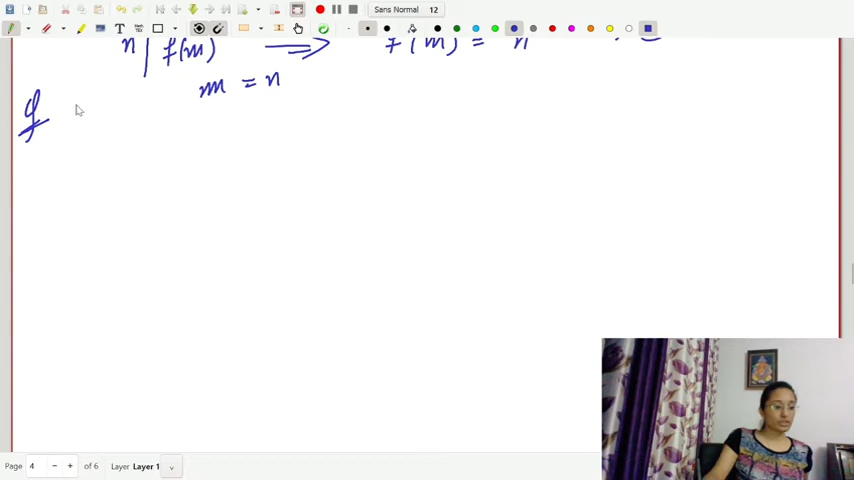 Sans Normal 12
n | f(m) ⟹ f(m) = n
m = n
Page 4 − + of 6 Layer Layer 1